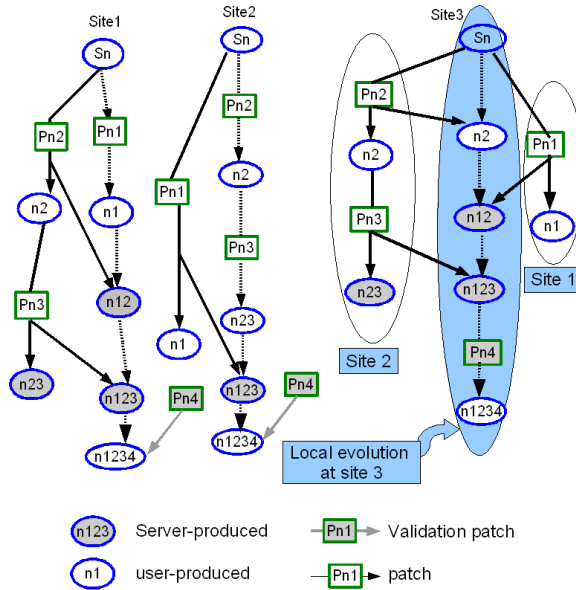 Site1
Site2
Site3
Sn
Sn
Sn
Pn2
Pn1
Pn2
Pn2
Pn1
n2
n1
Pn1
n2
n2
n2
Pn3
Pn3
Pn3
n12
n12
n1
n23
n1
n23
n23
n123
n123
n123
Site 1
Site 2
Pn4
Pn4
Pn4
n1234
n1234
n1234
Local evolution
at site 3
n123
Server-produced
Pn1
Validation patch
n1
user-produced
Pn1
patch